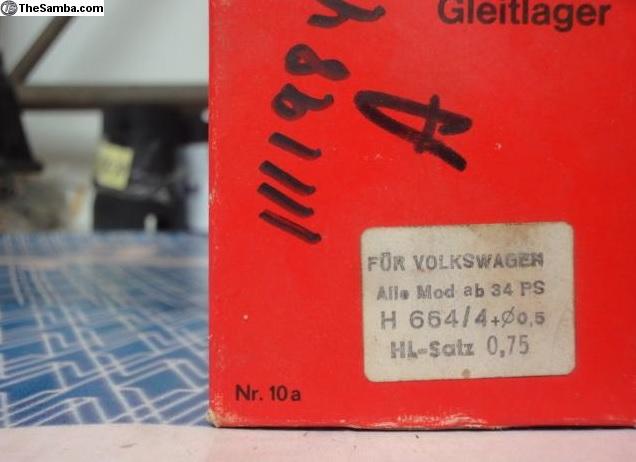 TheSamba.com
Gleitlager
111198
A
FÜR VOLKSWAGEN
Alle Mod ab 34 PS
H 664/4+Ø0,5
HL-Satz 0,75
Nr. 10a